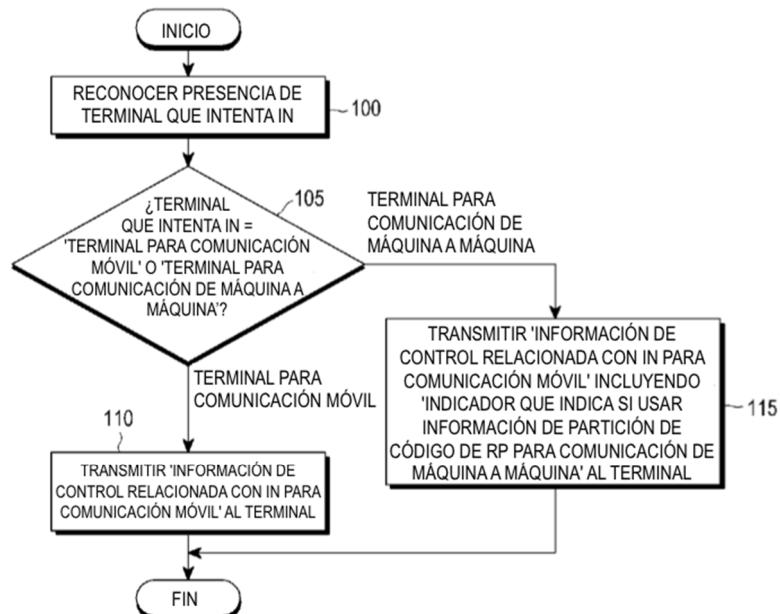 INICIO
RECONOCER PRESENCIA DE
TERMINAL QUE INTENTA IN
100
105
¿TERMINAL
QUE INTENTA IN =
'TERMINAL PARA COMUNICACIÓN
MÓVIL' O 'TERMINAL PARA
COMUNICACIÓN DE MÁQUINA A
MÁQUINA'?
TERMINAL PARA
COMUNICACIÓN DE
MÁQUINA A MÁQUINA
TERMINAL PARA
COMUNICACIÓN MÓVIL
TRANSMITIR 'INFORMACIÓN DE
CONTROL RELACIONADA CON IN PARA
COMUNICACIÓN MÓVIL' INCLUYENDO
'INDICADOR QUE INDICA SI USAR
INFORMACIÓN DE PARTICIÓN DE
CÓDIGO DE RP PARA COMUNICACIÓN DE
MÁQUINA A MÁQUINA' AL TERMINAL
115
110
TRANSMITIR 'INFORMACIÓN DE
CONTROL RELACIONADA CON IN PARA
COMUNICACIÓN MÓVIL' AL TERMINAL
FIN